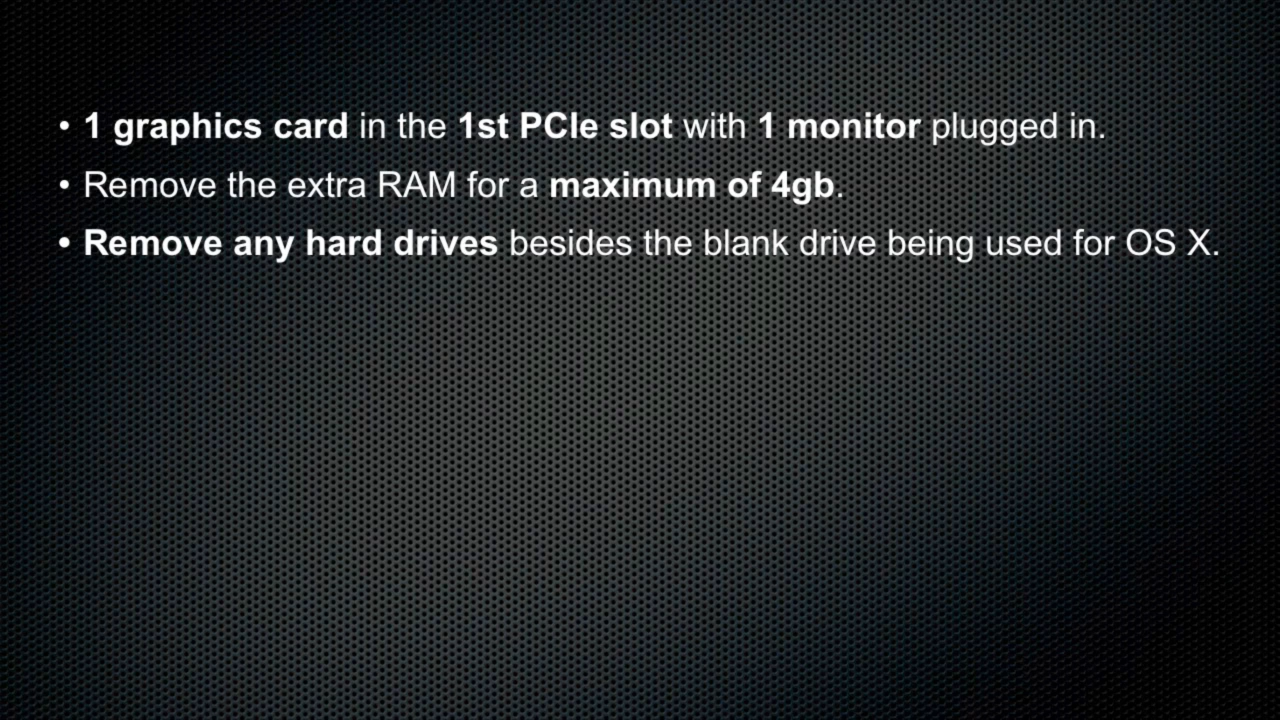 • 1 graphics card in the 1st PCIe slot with 1 monitor plugged in.
• Remove the extra RAM for a maximum of 4gb.
• Remove any hard drives besides the blank drive being used for OS X.